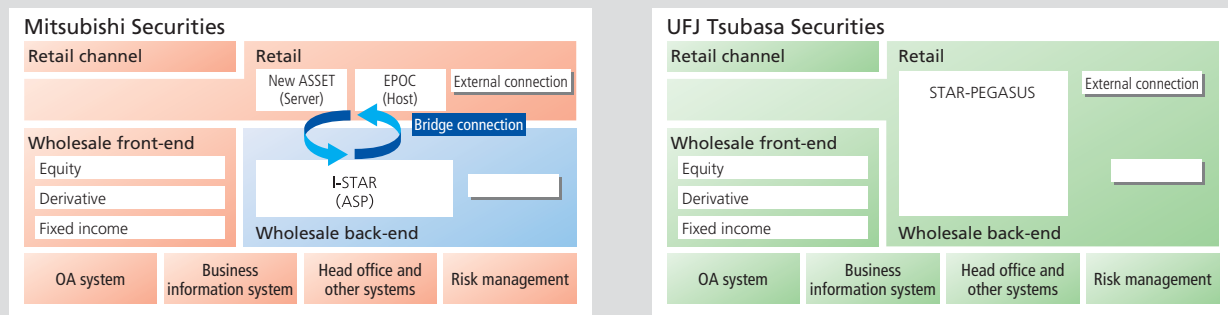 Mitsubishi Securities
Retail channel
Retail
New ASSET
(Server)
EPOC
(Host)
External connection
Bridge connection
Wholesale front-end
Equity
Derivative
Fixed income
I-STAR
(ASP)
Wholesale back-end
OA system
Business
information system
Head office and
other systems
Risk management
UFJ Tsubasa Securities
Retail channel
Retail
STAR-PEGASUS
External connection
Wholesale front-end
Equity
Derivative
Fixed income
Wholesale back-end
OA system
Business
information system
Head office and
other systems
Risk management